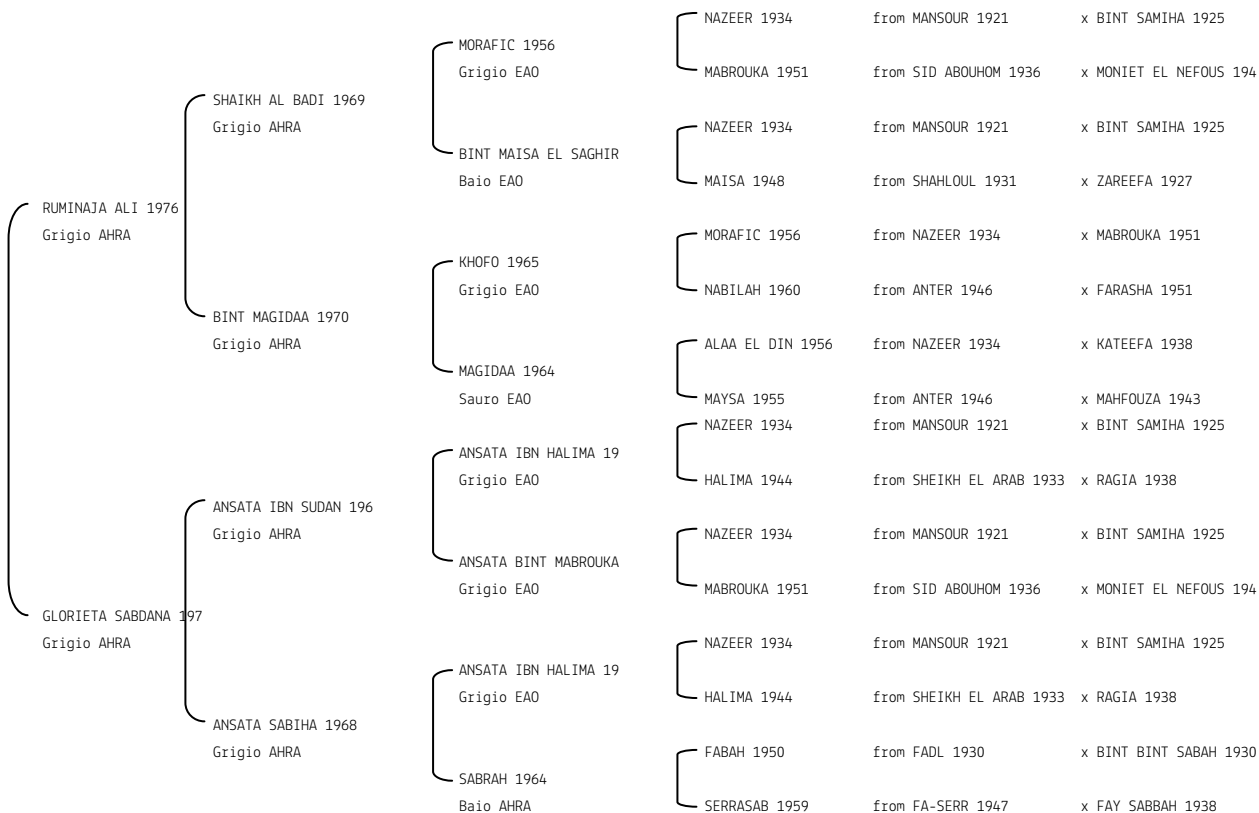 NAZEER 1934 from MANSOUR 1921 x BINT SAMIHA 1925
MORAFIC 1956
Grigio EAO MABROUKA 1951 from SID ABOUHOM 1936 x MONIET EL NEFOUS 194
SHAIKH AL BADI 1969
Grigio AHRA NAZEER 1934 from MANSOUR 1921 x BINT SAMIHA 1925
BINT MAISA EL SAGHIR
Baio EAO MAISA 1948 from SHAHLOUL 1931 x ZAREEFA 1927
RUMINAJA ALI 1976
Grigio AHRA MORAFIC 1956 from NAZEER 1934 x MABROUKA 1951
KHOFO 1965
Grigio EAO NABILAH 1960 from ANTER 1946 x FARASHA 1951
BINT MAGIDAA 1970
Grigio AHRA ALAA EL DIN 1956 from NAZEER 1934 x KATEEFA 1938
MAGIDAA 1964
Sauro EAO MAYSA 1955 from ANTER 1946 x MAHFOUZA 1943
NAZEER 1934 from MANSOUR 1921 x BINT SAMIHA 1925
ANSATA IBN HALIMA 19
Grigio EAO HALIMA 1944 from SHEIKH EL ARAB 1933 x RAGIA 1938
ANSATA IBN SUDAN 196
Grigio AHRA NAZEER 1934 from MANSOUR 1921 x BINT SAMIHA 1925
ANSATA BINT MABROUKA
Grigio EAO MABROUKA 1951 from SID ABOUHOM 1936 x MONIET EL NEFOUS 194
GLORIETA SABDANA 197
Grigio AHRA NAZEER 1934 from MANSOUR 1921 x BINT SAMIHA 1925
ANSATA IBN HALIMA 19
Grigio EAO HALIMA 1944 from SHEIKH EL ARAB 1933 x RAGIA 1938
ANSATA SABIHA 1968
Grigio AHRA FABAH 1950 from FADL 1930 x BINT BINT SABAH 1930
SABRAH 1964
Baio AHRA SERRASAB 1959 from FA-SERR 1947 x FAY SABBAH 1938